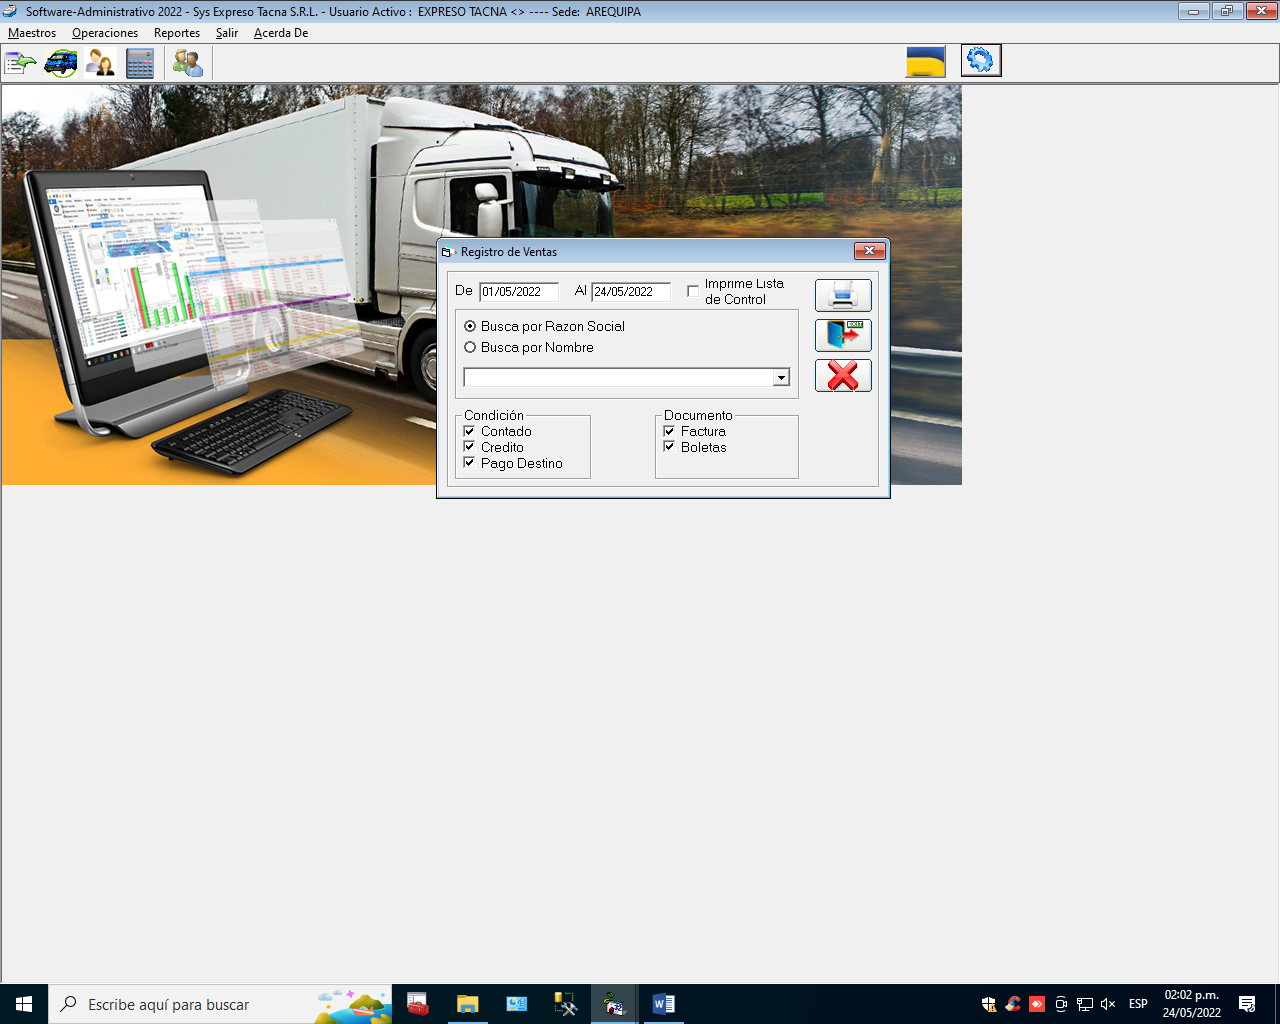 Software-Administrativo 2022 - Sys Expreso Tacna S.R.L. - Usuario Activo : EXPRESO TACNA <> ---- Sede: AREQUIPA
Maestros Operaciones Reportes Salir Acerda De
Registro de Ventas
De 01/05/2022 Al 24/05/2022 Imprime Lista de Control
EXIT
Busca por Razon Social
Busca por Nombre
Condición
Contado
Credito
Pago Destino
Documento
Factura
Boletas
Escribe aquí para buscar
ESP
02:02 p.m.
24/05/2022